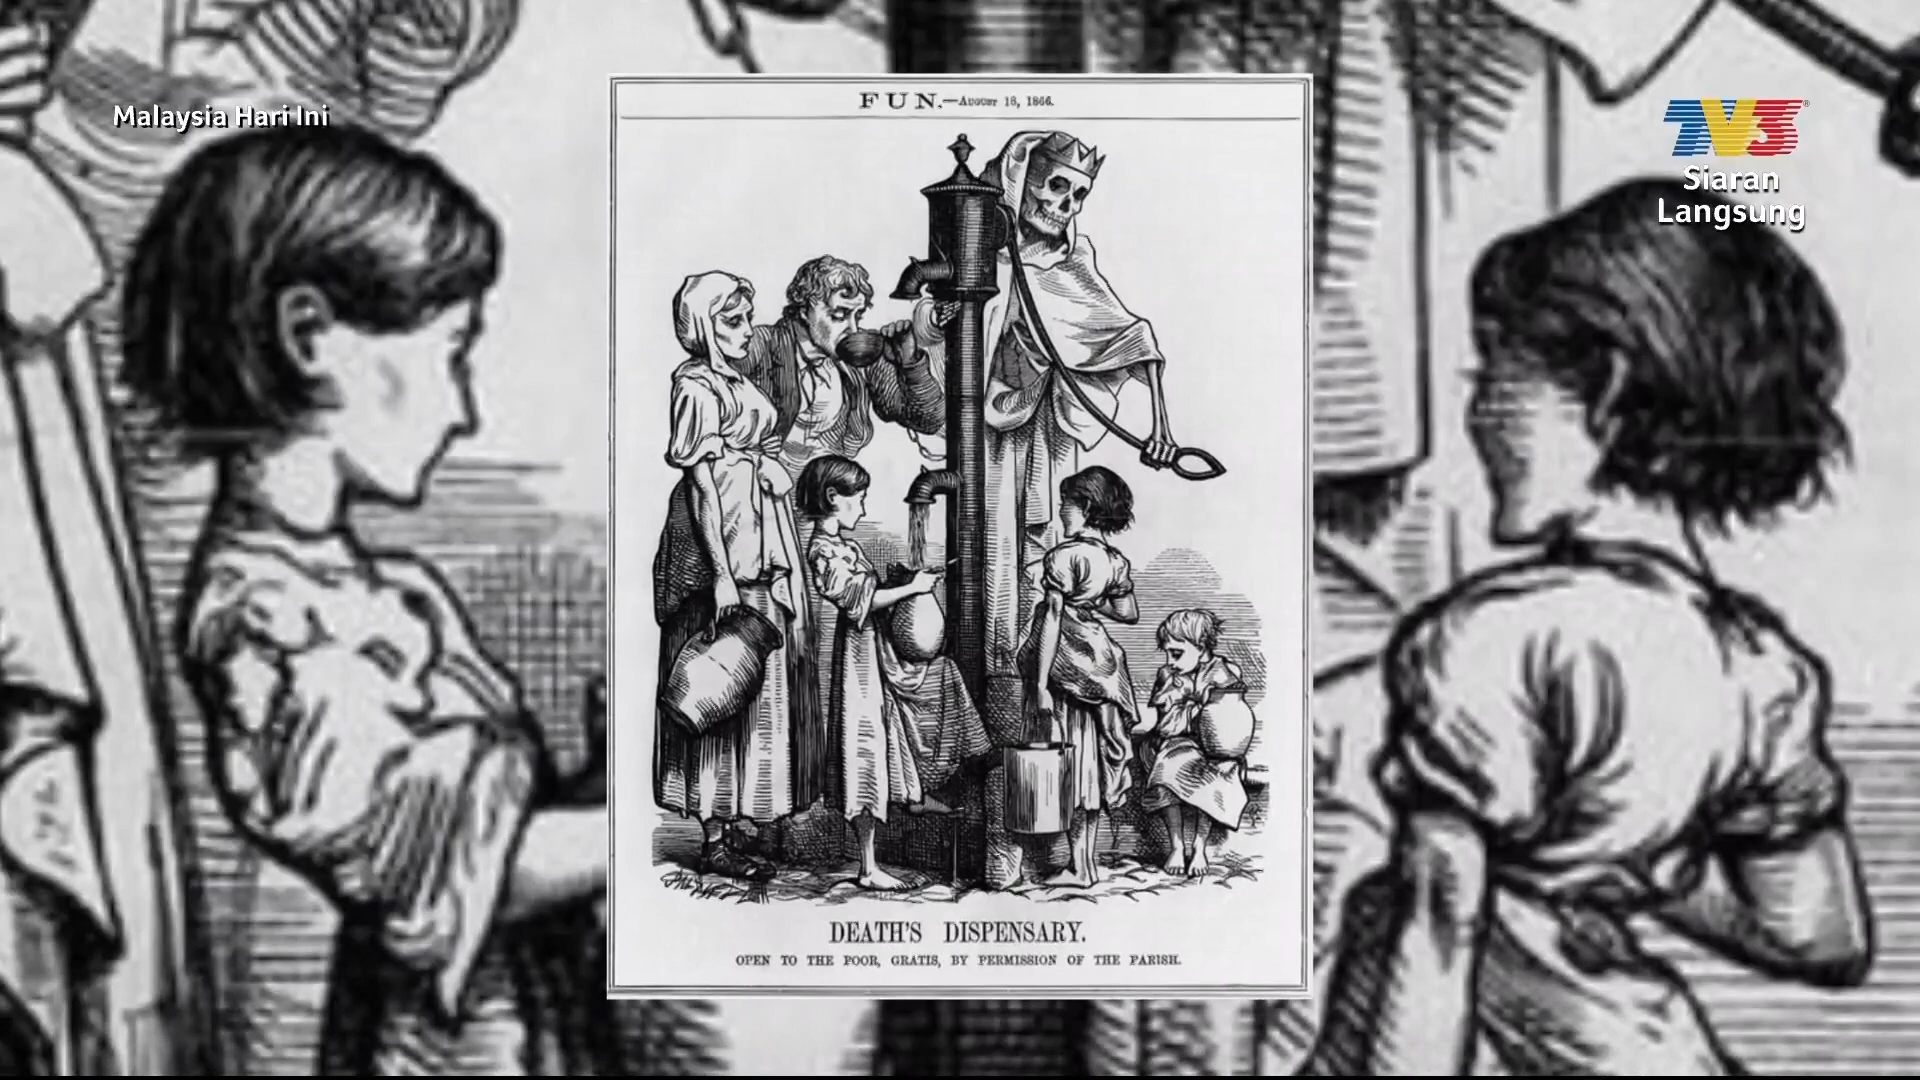 Malaysia Hari Ini
TV3
Siaran
Langsung
FUN.—August 18, 1866.
DEATH'S DISPENSARY.
OPEN TO THE POOR, GRATIS, BY PERMISSION OF THE PARISH.